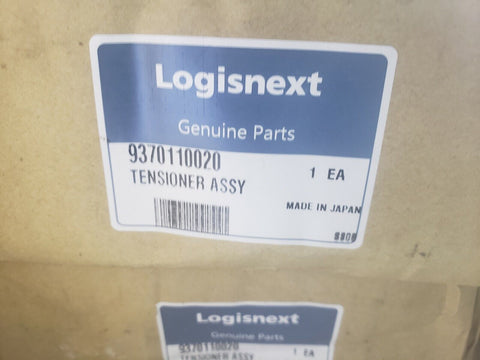 Logisnext
Genuine Parts
9370110020
1 EA
TENSIONER ASSY
MADE IN JAPAN
Logisnext
Genuine Parts
9370110020
1 EA
TENSIONER ASSY